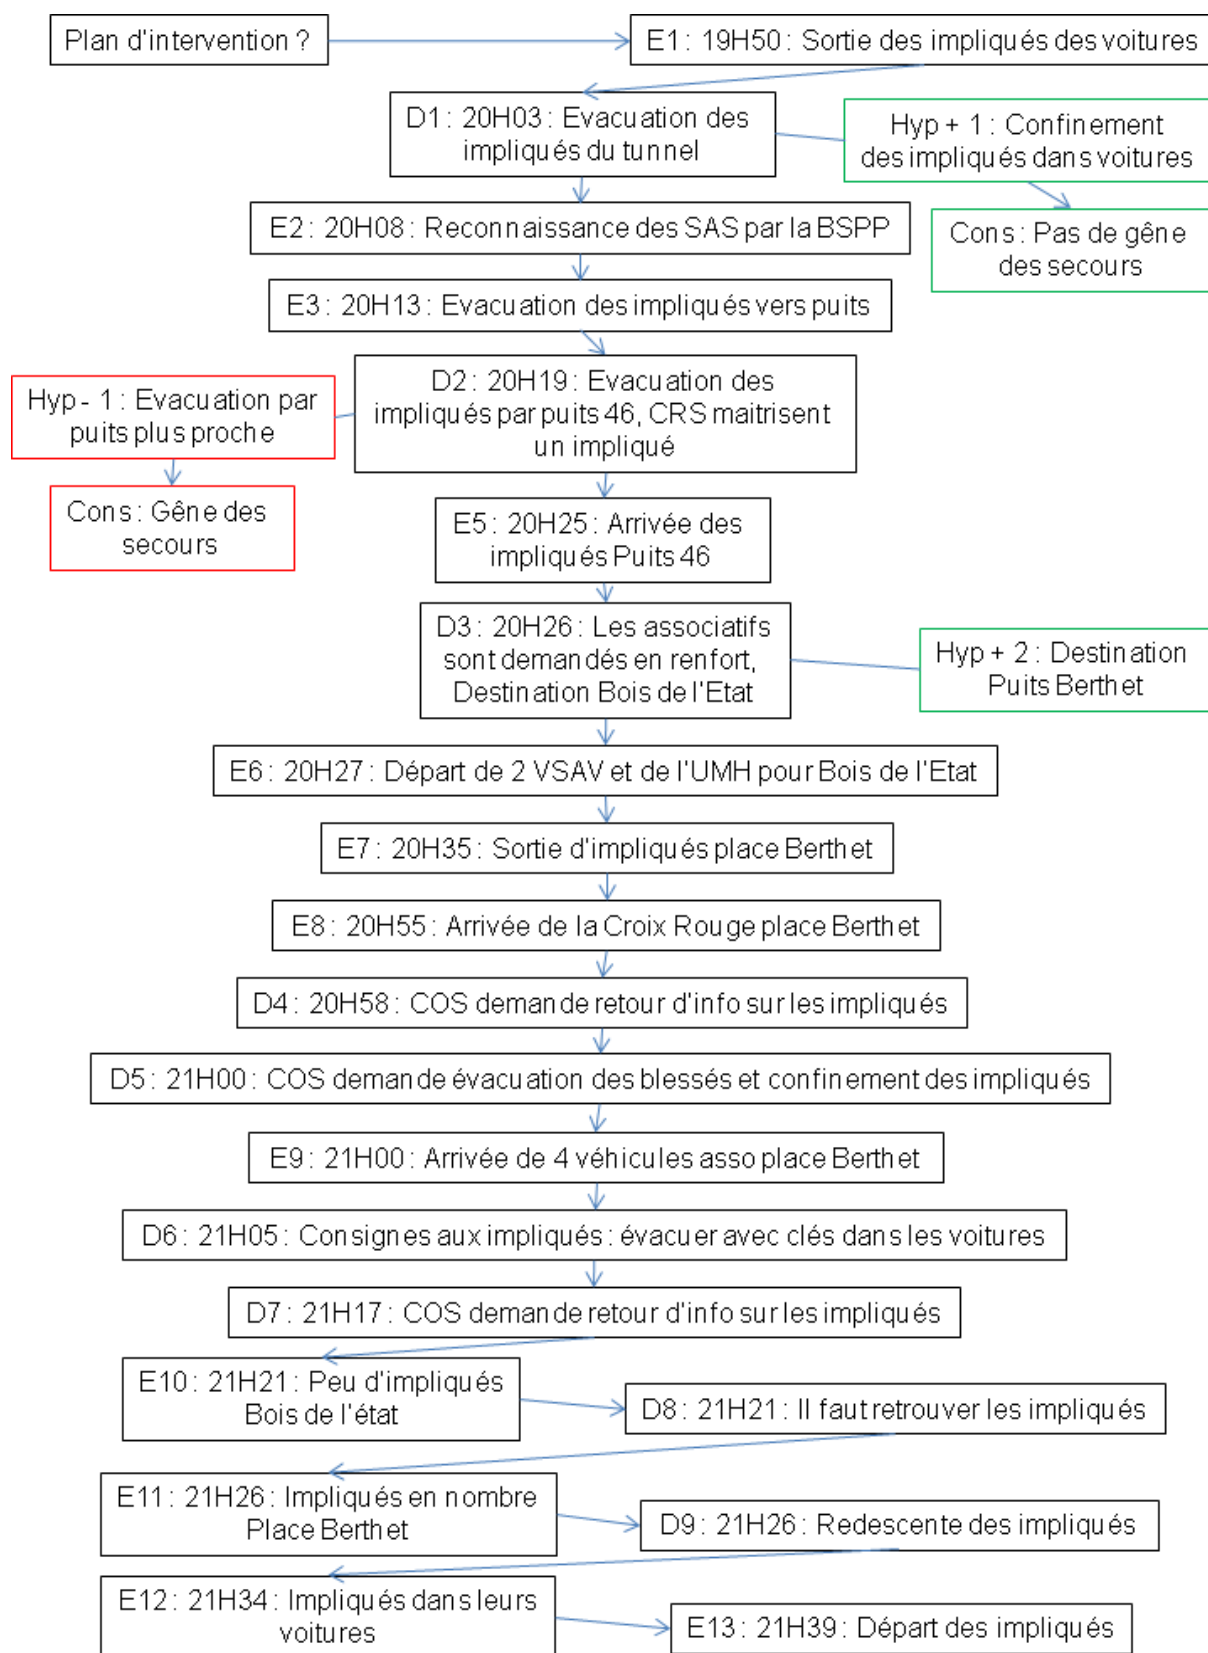 Plan d'intervention ?
E1 : 19H50 : Sortie des impliqués des voitures
D1 : 20H03 : Evacuation des
impliqués du tunnel
Hyp + 1 : Confinement
des impliqués dans voitures
E2 : 20H08 : Reconnaissance des SAS par la BSPP
Cons : Pas de gêne
des secours
E3 : 20H13 : Evacuation des impliqués vers puits
Hyp - 1 : Evacuation par
puits plus proche
D2 : 20H19 : Evacuation des
impliqués par puits 46, CRS maitrisent
un impliqué
Cons : Gêne des
secours
E5 : 20H25 : Arrivée des
impliqués Puits 46
D3 : 20H26 : Les associatifs
sont demandés en renfort,
Destination Bois de l'Etat
Hyp + 2 : Destination
Puits Berthet
E6 : 20H27 : Départ de 2 VSAV et de l'UMH pour Bois de l'Etat
E7 : 20H35 : Sortie d'impliqués place Berthet
E8 : 20H55 : Arrivée de la Croix Rouge place Berthet
D4 : 20H58 : COS demande retour d'info sur les impliqués
D5 : 21H00 : COS demande évacuation des blessés et confinement des impliqués
E9 : 21H00 : Arrivée de 4 véhicules asso place Berthet
D6 : 21H05 : Consignes aux impliqués : évacuer avec clés dans les voitures
D7 : 21H17 : COS demande retour d'info sur les impliqués
E10 : 21H21 : Peu d'impliqués
Bois de l'état
D8 : 21H21 : Il faut retrouver les impliqués
E11 : 21H26 : Impliqués en nombre
Place Berthet
D9 : 21H26 : Redescente des impliqués
E12 : 21H34 : Impliqués dans leurs
voitures
E13 : 21H39 : Départ des impliqués